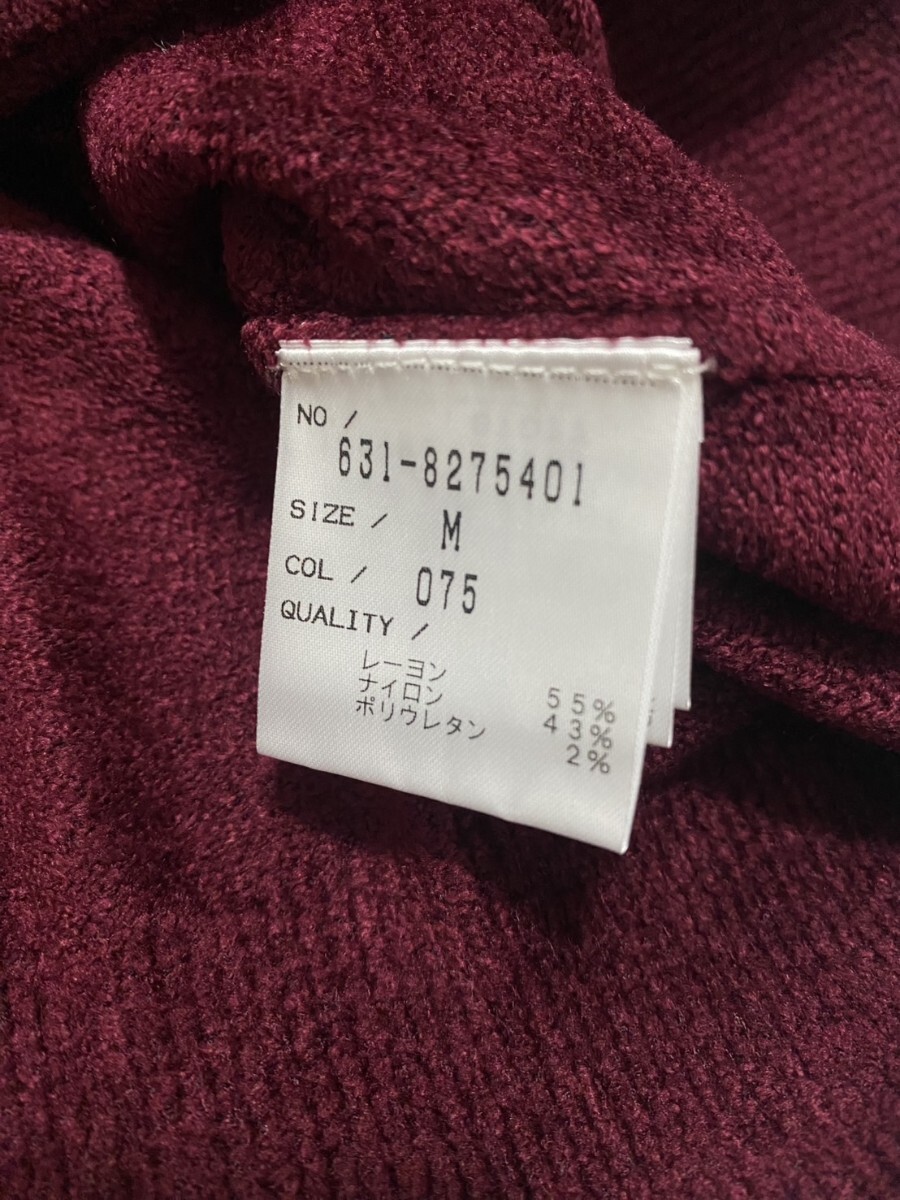 NO /
631-8275401
SIZE / M
COL / 075
QUALITY /
レーヨン 55%
ナイロン 43%
ポリウレタン 2%